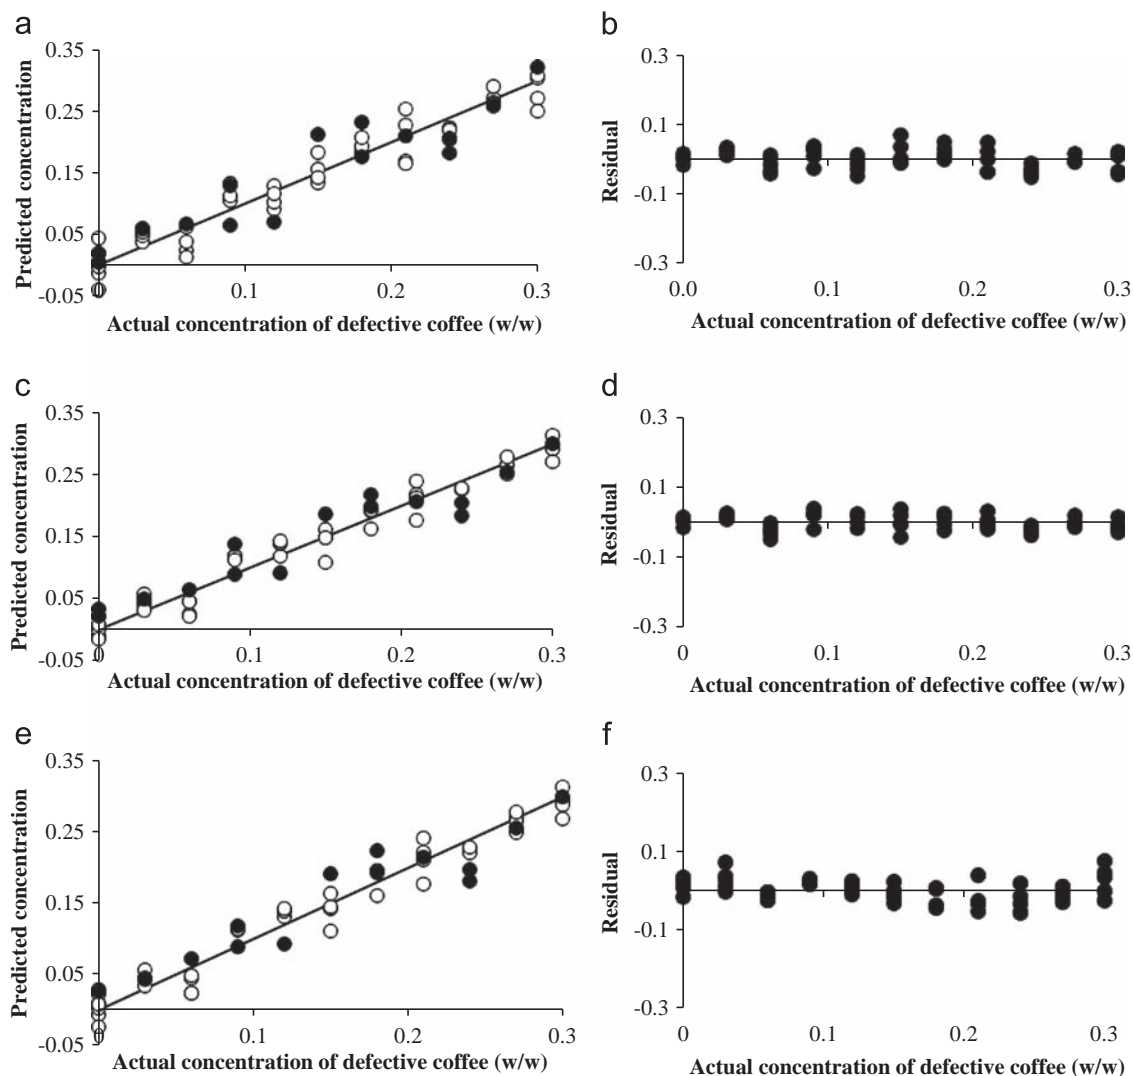 a
0.35
0.25
0.15
0.05
-0.05
0
0.1
0.2
0.3
Predicted concentration
Actual concentration of defective coffee (w/w)
b
0.3
0.1
-0.1
-0.3
0.0
0.1
0.2
0.3
Residual
Actual concentration of defective coffee (w/w)
c
0.35
0.25
0.15
0.05
-0.05
0
0.1
0.2
0.3
Predicted concentration
Actual concentration of defective coffee (w/w)
d
0.3
0.1
-0.1
-0.3
0
0.1
0.2
0.3
Residual
Actual concentration of defective coffee (w/w)
e
0.35
0.25
0.15
0.05
-0.05
0
0.1
0.2
0.3
Predicted concentration
Actual concentration of defective coffee (w/w)
f
0.3
0.1
-0.1
-0.3
0
0.1
0.2
0.3
Residual
Actual concentration of defective coffee (w/w)